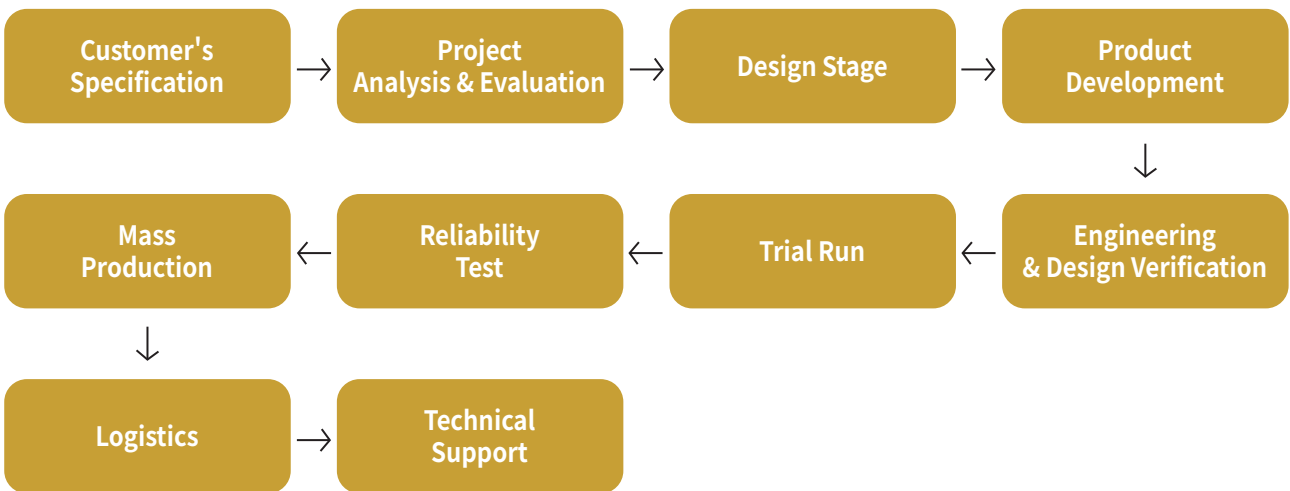 Customer's
Specification
Project
Analysis & Evaluation
Design Stage
Product
Development
Engineering
& Design Verification
Trial Run
Reliability
Test
Mass
Production
Logistics
Technical
Support